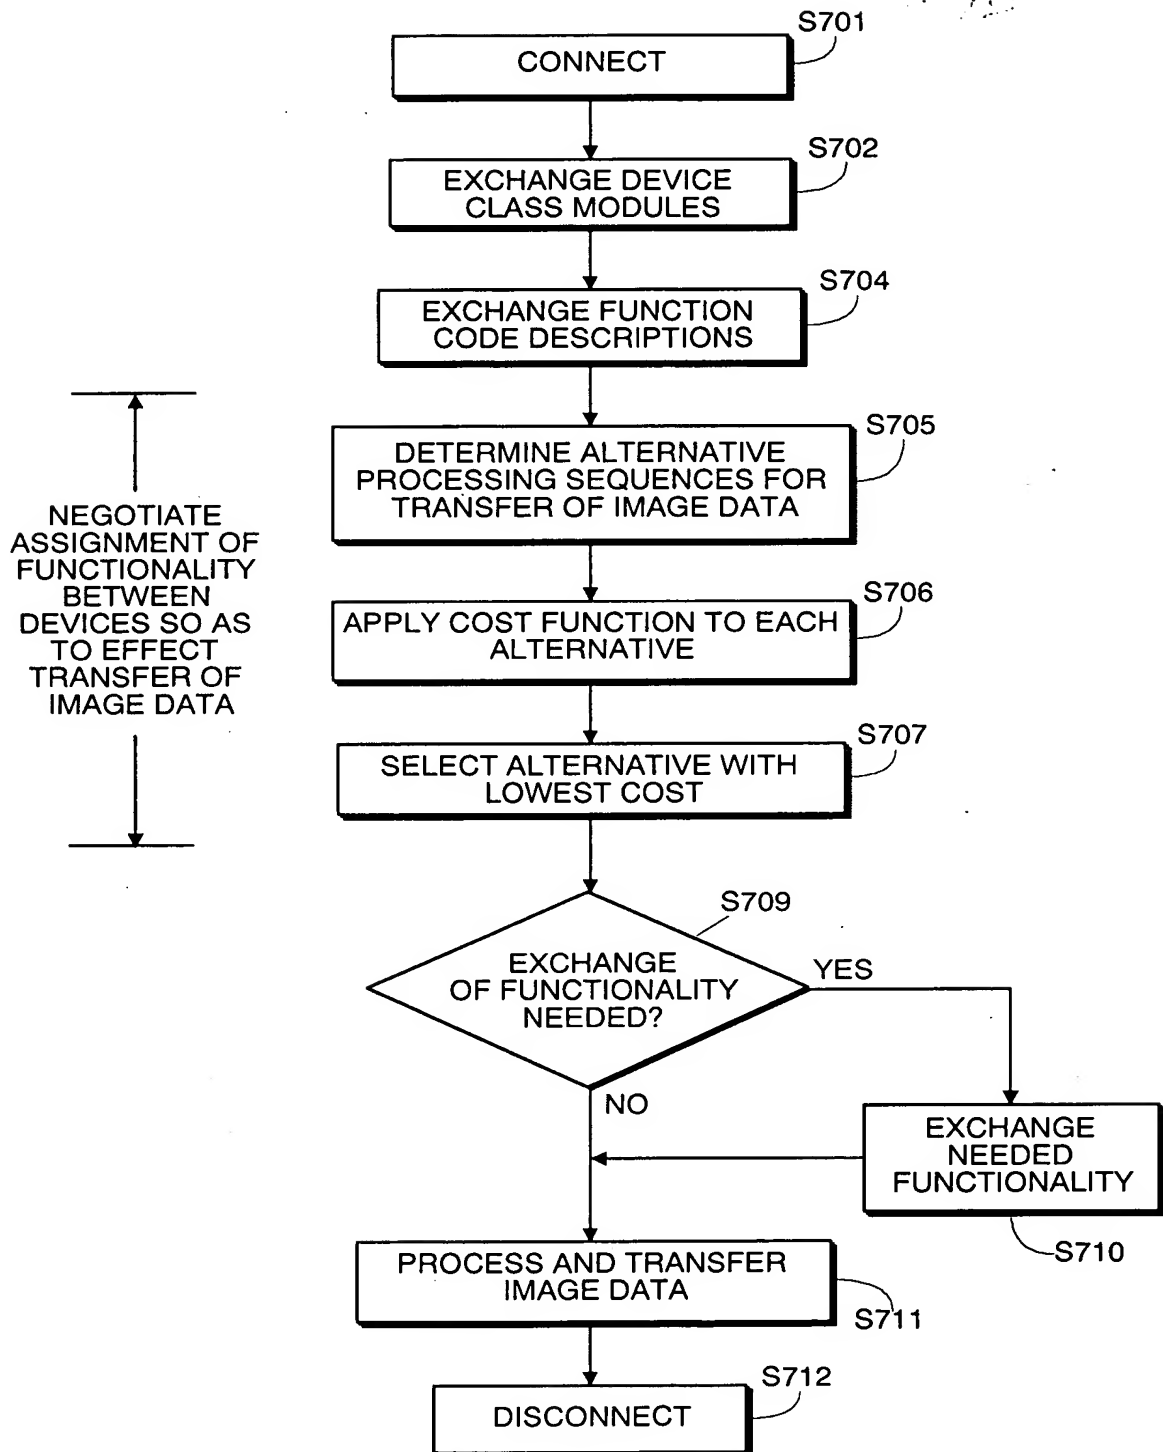 S701
CONNECT
S702
EXCHANGE DEVICE
CLASS MODULES
S704
EXCHANGE FUNCTION
CODE DESCRIPTIONS
S705
DETERMINE ALTERNATIVE
PROCESSING SEQUENCES FOR
TRANSFER OF IMAGE DATA
NEGOTIATE
ASSIGNMENT OF
FUNCTIONALITY
BETWEEN
DEVICES SO AS
TO EFFECT
TRANSFER OF
IMAGE DATA
S706
APPLY COST FUNCTION TO EACH
ALTERNATIVE
S707
SELECT ALTERNATIVE WITH
LOWEST COST
S709
EXCHANGE
OF FUNCTIONALITY
NEEDED?
YES
NO
EXCHANGE
NEEDED
FUNCTIONALITY
S710
PROCESS AND TRANSFER
IMAGE DATA
S711
S712
DISCONNECT